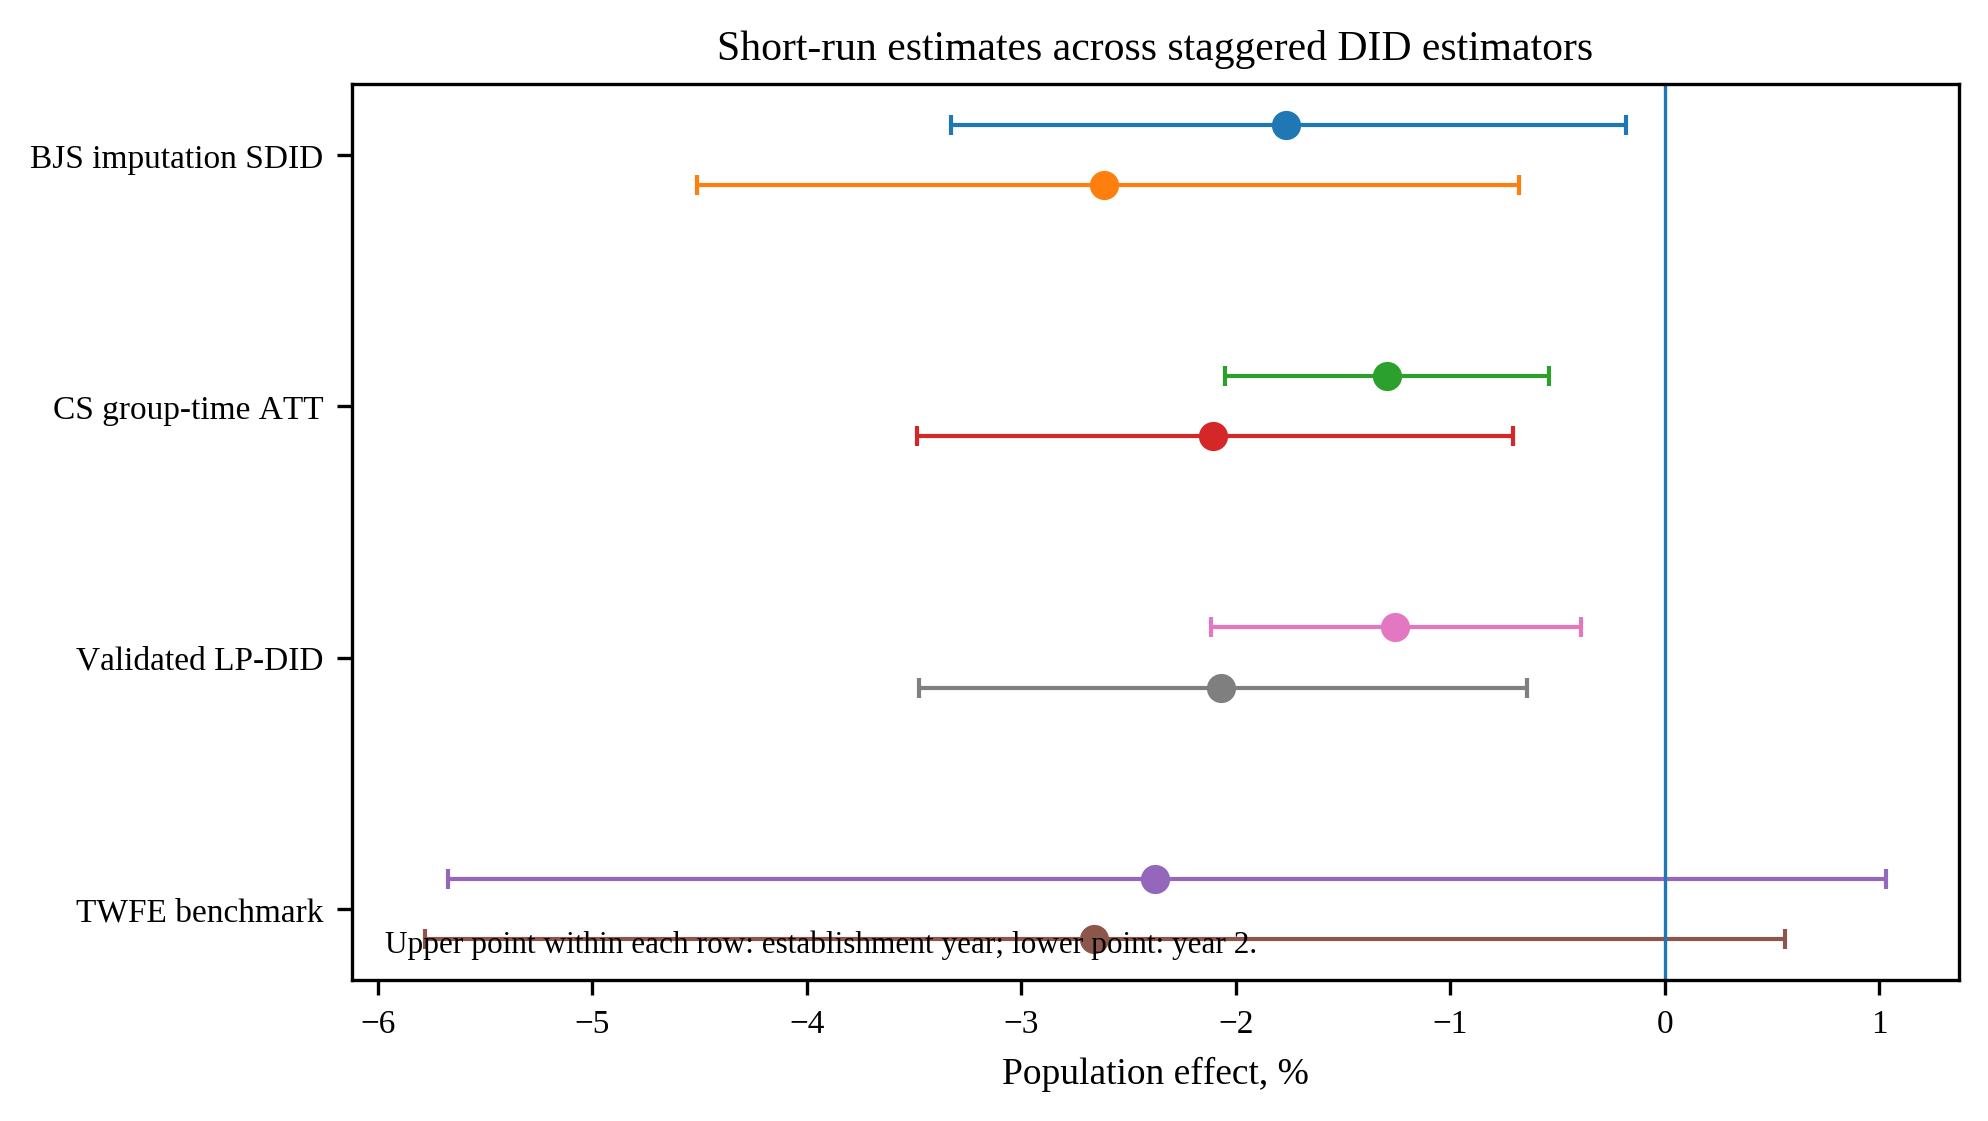 Short-run estimates across staggered DID estimators
BJS imputation SDID
CS group-time ATT
Validated LP-DID
TWFE benchmark
Upper point within each row: establishment year; lower point: year 2.
−6 −5 −4 −3 −2 −1 0 1
Population effect, %